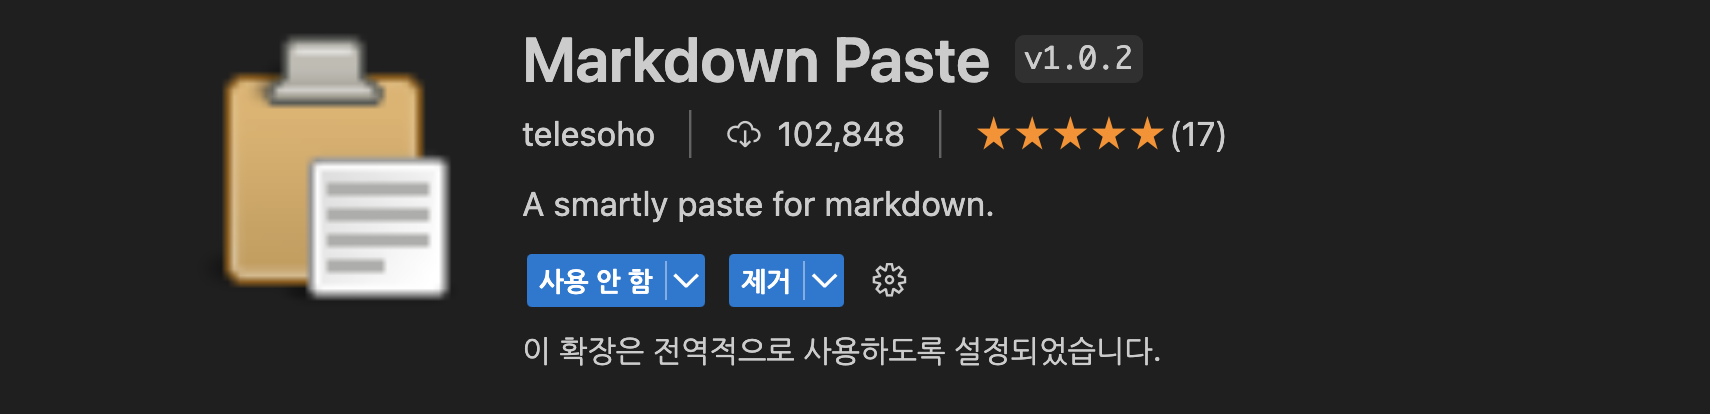 Markdown Paste v1.0.2
telesoho 102,848 (17)
A smartly paste for markdown.
사용 안 함 제거
이 확장은 전역적으로 사용하도록 설정되었습니다.